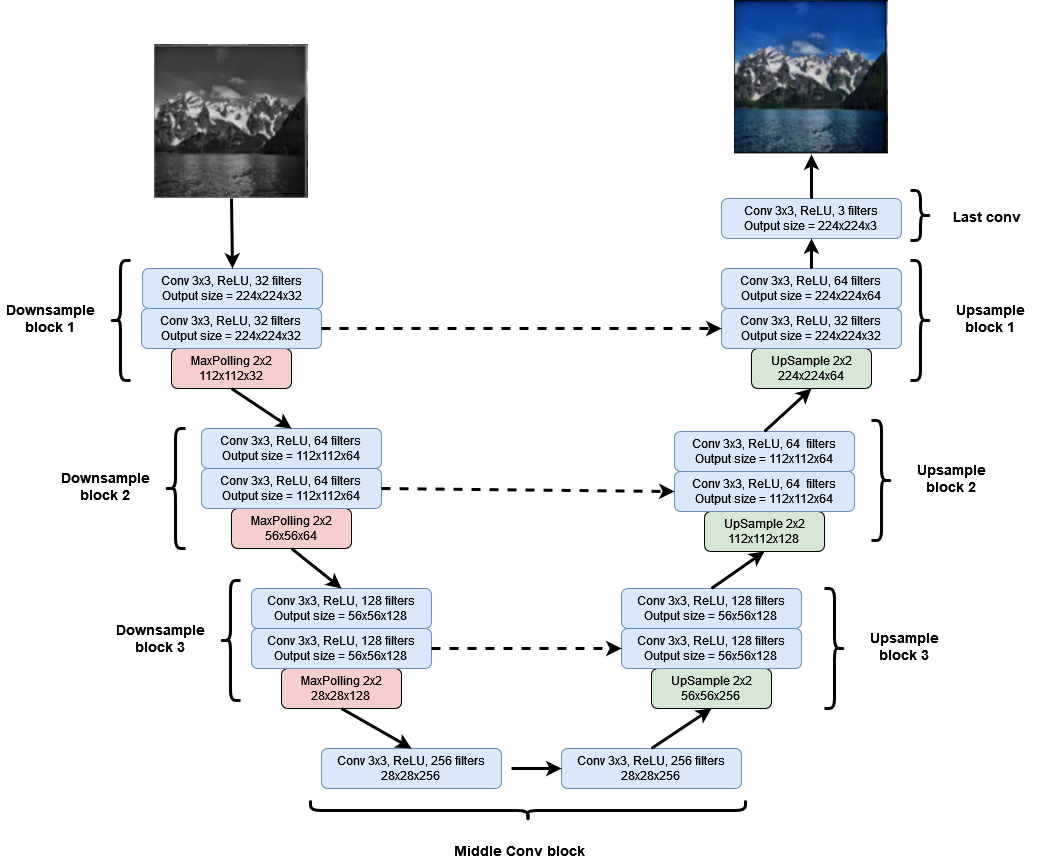 Conv 3x3, ReLU, 3 filters
Output size = 224x224x3
Last conv
Downsample
block 1
Conv 3x3, ReLU, 32 filters
Output size = 224x224x32
Conv 3x3, ReLU, 32 filters
Output size = 224x224x32
MaxPolling 2x2
112x112x32
Conv 3x3, ReLU, 64 filters
Output size = 224x224x64
Conv 3x3, ReLU, 32 filters
Output size = 224x224x32
UpSample 2x2
224x224x64
Upsample
block 1
Downsample
block 2
Conv 3x3, ReLU, 64 filters
Output size = 112x112x64
Conv 3x3, ReLU, 64 filters
Output size = 112x112x64
MaxPolling 2x2
56x56x64
Conv 3x3, ReLU, 64 filters
Output size = 112x112x64
Conv 3x3, ReLU, 64 filters
Output size = 112x112x64
UpSample 2x2
112x112x128
Upsample
block 2
Downsample
block 3
Conv 3x3, ReLU, 128 filters
Output size = 56x56x128
Conv 3x3, ReLU, 128 filters
Output size = 56x56x128
MaxPolling 2x2
28x28x128
Conv 3x3, ReLU, 128 filters
Output size = 56x56x128
Conv 3x3, ReLU, 128 filters
Output size = 56x56x128
UpSample 2x2
56x56x256
Upsample
block 3
Conv 3x3, ReLU, 256 filters
28x28x256
Conv 3x3, ReLU, 256 filters
28x28x256
Middle Conv block